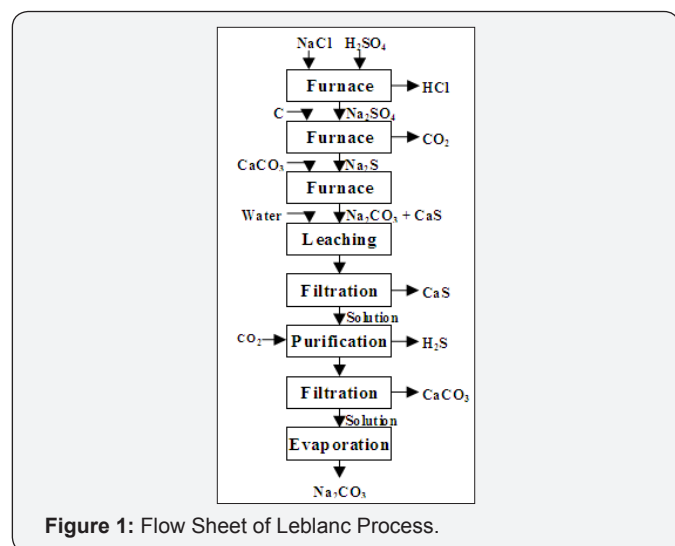 NaCl H₂SO₄
Furnace HCl
C Na₂SO₄
Furnace CO₂
CaCO₃ Na₂S
Furnace
Water Na₂CO₃ + CaS
Leaching
Filtration CaS
Solution
CO₂ Purification H₂S
Filtration CaCO₃
Solution
Evaporation
Na₂CO₃
Figure 1: Flow Sheet of Leblanc Process.